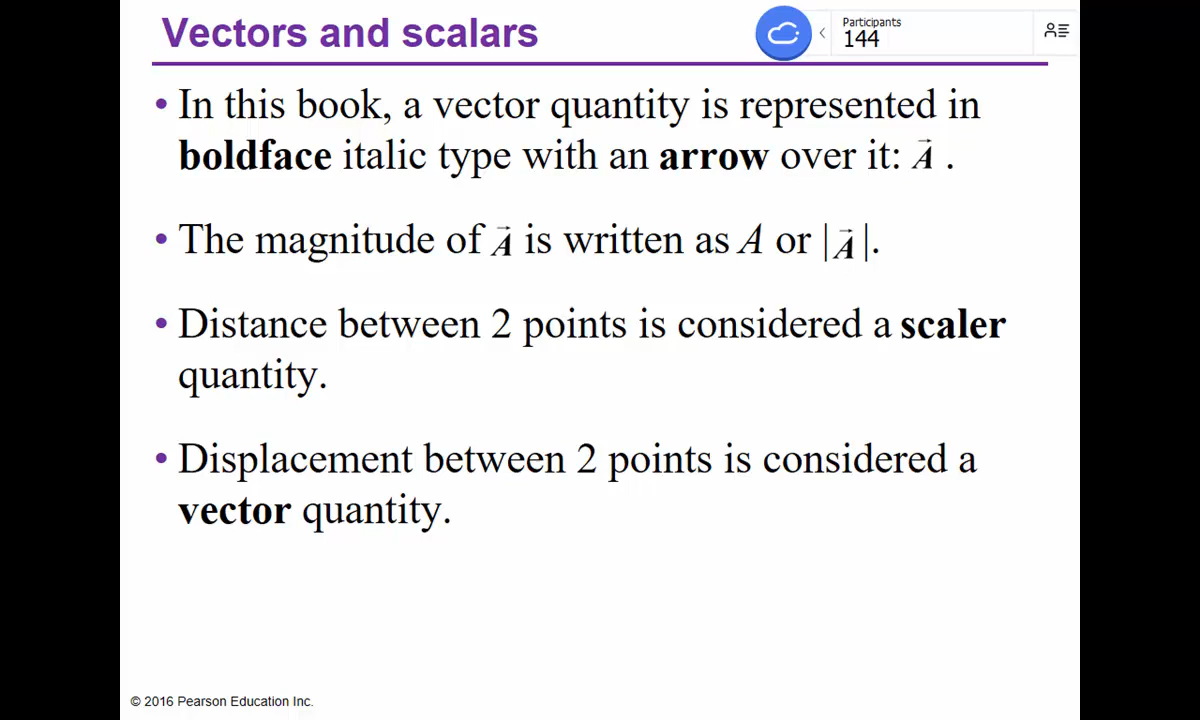 Vectors and scalars
Participants
144
• In this book, a vector quantity is represented in
boldface italic type with an arrow over it: A⃗ .
• The magnitude of A⃗ is written as A or |A⃗|.
• Distance between 2 points is considered a scaler
quantity.
• Displacement between 2 points is considered a
vector quantity.
© 2016 Pearson Education Inc.